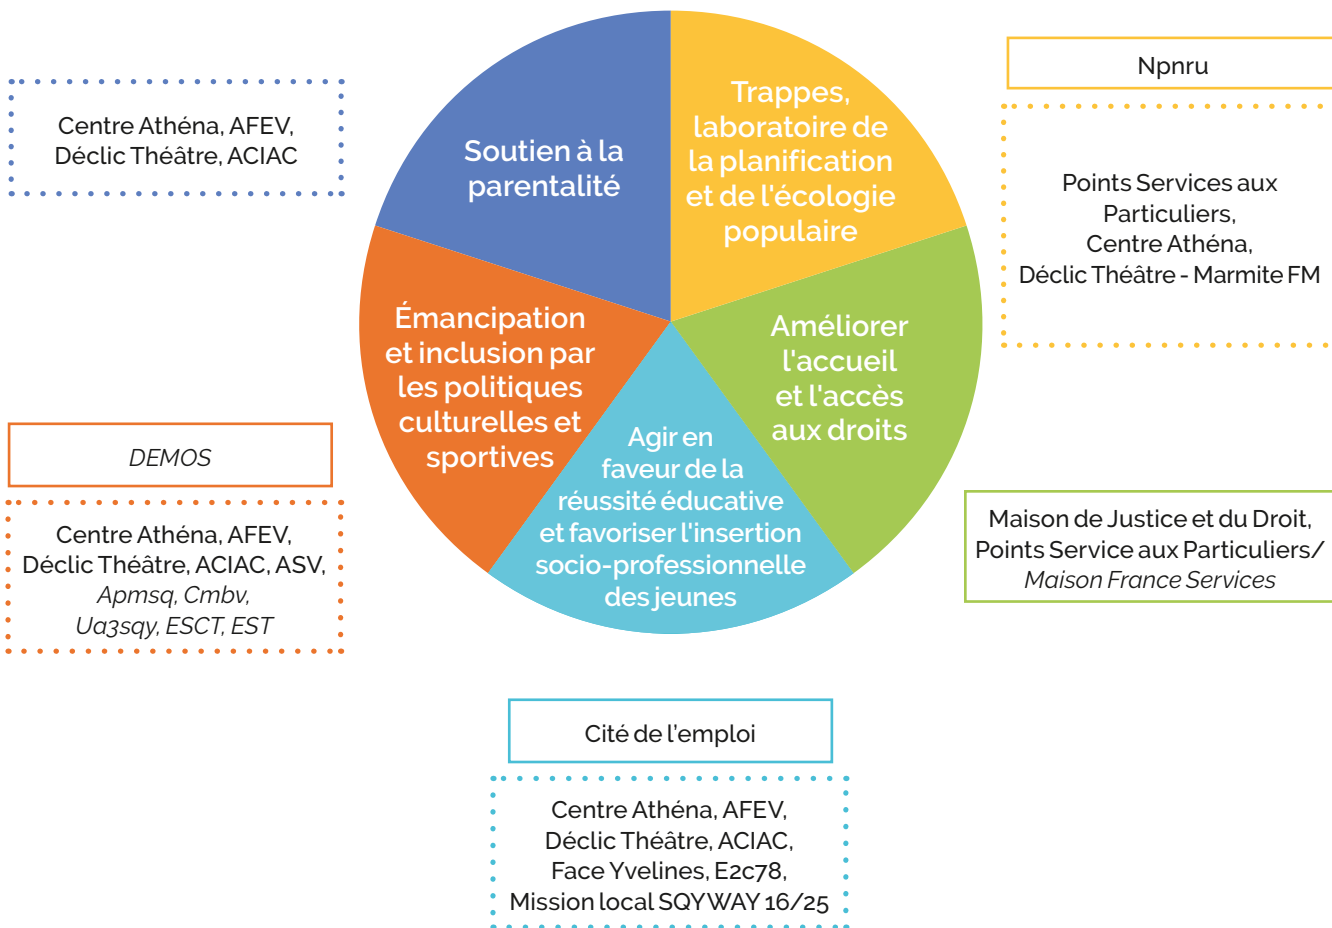 Centre Athéna, AFEV,
Déclic Théâtre, ACIAC
Soutien à la
parentalité
Trappes,
laboratoire de
la planification
et de l'écologie
populaire
Npnru
Points Services aux
Particuliers,
Centre Athéna,
Déclic Théâtre - Marmite FM
Émancipation
et inclusion par
les politiques
culturelles et
sportives
Améliorer
l'accueil
et l'accès
aux droits
Agir en
faveur de la
réussité éducative
et favoriser l'insertion
socio-professionnelle
des jeunes
DEMOS
Centre Athéna, AFEV,
Déclic Théâtre, ACIAC, ASV,
Apmsq, Cmbv,
Ua3sqy, ESCT, EST
Maison de Justice et du Droit,
Points Service aux Particuliers/
Maison France Services
Cité de l'emploi
Centre Athéna, AFEV,
Déclic Théâtre, ACIAC,
Face Yvelines, E2c78,
Mission local SQYWAY 16/25